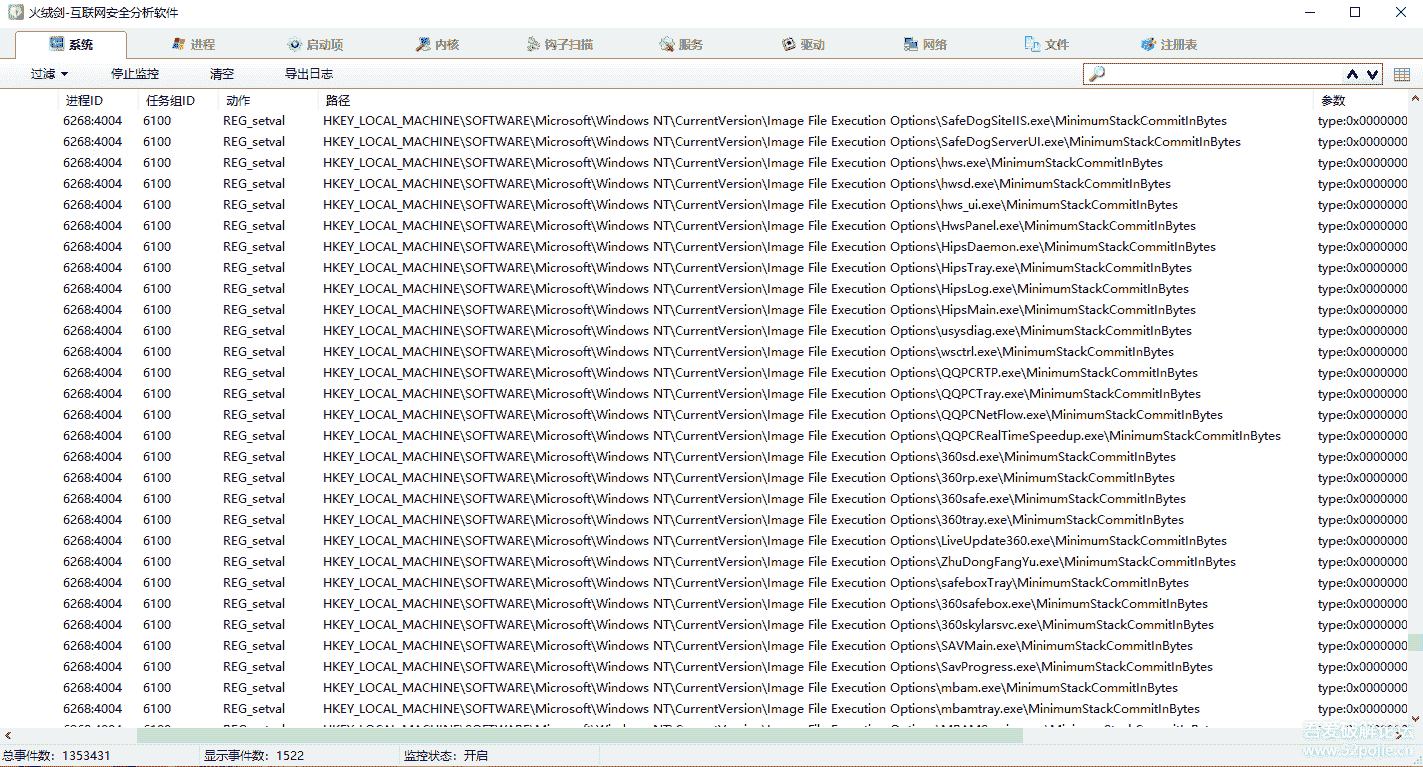 火绒剑-互联网安全分析软件
系统 进程 启动项 内核 钩子扫描 服务 驱动 网络 文件 注册表
过滤 停止监控 清空 导出日志
进程ID 任务组ID 动作 路径 参数
6268:4004 6100 REG_setval HKEY_LOCAL_MACHINE\SOFTWARE\Microsoft\Windows NT\CurrentVersion\Image File Execution Options\SafeDogSiteIIS.exe\MinimumStackCommitInBytes type:0x0000000
6268:4004 6100 REG_setval HKEY_LOCAL_MACHINE\SOFTWARE\Microsoft\Windows NT\CurrentVersion\Image File Execution Options\SafeDogServerUI.exe\MinimumStackCommitInBytes type:0x0000000
6268:4004 6100 REG_setval HKEY_LOCAL_MACHINE\SOFTWARE\Microsoft\Windows NT\CurrentVersion\Image File Execution Options\hws.exe\MinimumStackCommitInBytes type:0x0000000
6268:4004 6100 REG_setval HKEY_LOCAL_MACHINE\SOFTWARE\Microsoft\Windows NT\CurrentVersion\Image File Execution Options\hwsd.exe\MinimumStackCommitInBytes type:0x0000000
6268:4004 6100 REG_setval HKEY_LOCAL_MACHINE\SOFTWARE\Microsoft\Windows NT\CurrentVersion\Image File Execution Options\hws_ui.exe\MinimumStackCommitInBytes type:0x0000000
6268:4004 6100 REG_setval HKEY_LOCAL_MACHINE\SOFTWARE\Microsoft\Windows NT\CurrentVersion\Image File Execution Options\HwsPanel.exe\MinimumStackCommitInBytes type:0x0000000
6268:4004 6100 REG_setval HKEY_LOCAL_MACHINE\SOFTWARE\Microsoft\Windows NT\CurrentVersion\Image File Execution Options\HipsDaemon.exe\MinimumStackCommitInBytes type:0x0000000
6268:4004 6100 REG_setval HKEY_LOCAL_MACHINE\SOFTWARE\Microsoft\Windows NT\CurrentVersion\Image File Execution Options\HipsTray.exe\MinimumStackCommitInBytes type:0x0000000
6268:4004 6100 REG_setval HKEY_LOCAL_MACHINE\SOFTWARE\Microsoft\Windows NT\CurrentVersion\Image File Execution Options\HipsLog.exe\MinimumStackCommitInBytes type:0x0000000
6268:4004 6100 REG_setval HKEY_LOCAL_MACHINE\SOFTWARE\Microsoft\Windows NT\CurrentVersion\Image File Execution Options\HipsMain.exe\MinimumStackCommitInBytes type:0x0000000
6268:4004 6100 REG_setval HKEY_LOCAL_MACHINE\SOFTWARE\Microsoft\Windows NT\CurrentVersion\Image File Execution Options\usysdiag.exe\MinimumStackCommitInBytes type:0x0000000
6268:4004 6100 REG_setval HKEY_LOCAL_MACHINE\SOFTWARE\Microsoft\Windows NT\CurrentVersion\Image File Execution Options\wsctrl.exe\MinimumStackCommitInBytes type:0x0000000
6268:4004 6100 REG_setval HKEY_LOCAL_MACHINE\SOFTWARE\Microsoft\Windows NT\CurrentVersion\Image File Execution Options\QQPCRTP.exe\MinimumStackCommitInBytes type:0x0000000
6268:4004 6100 REG_setval HKEY_LOCAL_MACHINE\SOFTWARE\Microsoft\Windows NT\CurrentVersion\Image File Execution Options\QQPCTray.exe\MinimumStackCommitInBytes type:0x0000000
6268:4004 6100 REG_setval HKEY_LOCAL_MACHINE\SOFTWARE\Microsoft\Windows NT\CurrentVersion\Image File Execution Options\QQPCNetFlow.exe\MinimumStackCommitInBytes type:0x0000000
6268:4004 6100 REG_setval HKEY_LOCAL_MACHINE\SOFTWARE\Microsoft\Windows NT\CurrentVersion\Image File Execution Options\QQPCRealTimeSpeedup.exe\MinimumStackCommitInBytes type:0x0000000
6268:4004 6100 REG_setval HKEY_LOCAL_MACHINE\SOFTWARE\Microsoft\Windows NT\CurrentVersion\Image File Execution Options\360sd.exe\MinimumStackCommitInBytes type:0x0000000
6268:4004 6100 REG_setval HKEY_LOCAL_MACHINE\SOFTWARE\Microsoft\Windows NT\CurrentVersion\Image File Execution Options\360rp.exe\MinimumStackCommitInBytes type:0x0000000
6268:4004 6100 REG_setval HKEY_LOCAL_MACHINE\SOFTWARE\Microsoft\Windows NT\CurrentVersion\Image File Execution Options\360safe.exe\MinimumStackCommitInBytes type:0x0000000
6268:4004 6100 REG_setval HKEY_LOCAL_MACHINE\SOFTWARE\Microsoft\Windows NT\CurrentVersion\Image File Execution Options\360tray.exe\MinimumStackCommitInBytes type:0x0000000
6268:4004 6100 REG_setval HKEY_LOCAL_MACHINE\SOFTWARE\Microsoft\Windows NT\CurrentVersion\Image File Execution Options\LiveUpdate360.exe\MinimumStackCommitInBytes type:0x0000000
6268:4004 6100 REG_setval HKEY_LOCAL_MACHINE\SOFTWARE\Microsoft\Windows NT\CurrentVersion\Image File Execution Options\ZhuDongFangYu.exe\MinimumStackCommitInBytes type:0x0000000
6268:4004 6100 REG_setval HKEY_LOCAL_MACHINE\SOFTWARE\Microsoft\Windows NT\CurrentVersion\Image File Execution Options\safeboxTray\MinimumStackCommitInBytes type:0x0000000
6268:4004 6100 REG_setval HKEY_LOCAL_MACHINE\SOFTWARE\Microsoft\Windows NT\CurrentVersion\Image File Execution Options\360safebox.exe\MinimumStackCommitInBytes type:0x0000000
6268:4004 6100 REG_setval HKEY_LOCAL_MACHINE\SOFTWARE\Microsoft\Windows NT\CurrentVersion\Image File Execution Options\360skylarsvc.exe\MinimumStackCommitInBytes type:0x0000000
6268:4004 6100 REG_setval HKEY_LOCAL_MACHINE\SOFTWARE\Microsoft\Windows NT\CurrentVersion\Image File Execution Options\SAVMain.exe\MinimumStackCommitInBytes type:0x0000000
6268:4004 6100 REG_setval HKEY_LOCAL_MACHINE\SOFTWARE\Microsoft\Windows NT\CurrentVersion\Image File Execution Options\SavProgress.exe\MinimumStackCommitInBytes type:0x0000000
6268:4004 6100 REG_setval HKEY_LOCAL_MACHINE\SOFTWARE\Microsoft\Windows NT\CurrentVersion\Image File Execution Options\mbam.exe\MinimumStackCommitInBytes type:0x0000000
6268:4004 6100 REG_setval HKEY_LOCAL_MACHINE\SOFTWARE\Microsoft\Windows NT\CurrentVersion\Image File Execution Options\mbamtray.exe\MinimumStackCommitInBytes type:0x0000000
总事件数: 1353431 显示事件数: 1522 监控状态: 开启
吾爱破解论坛
www.52pojie.cn